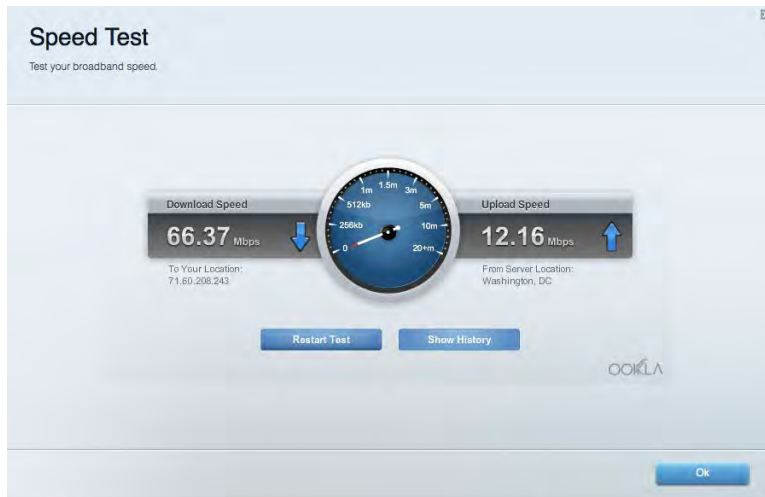 Speed Test
Test your broadband speed.
Download Speed
66.37 Mbps
To Your Location:
71.60.208.243
0
256kb
512kb
1m
1.5m
3m
5m
10m
20+m
Upload Speed
12.16 Mbps
From Server Location:
Washington, DC
Restart Test
Show History
OOKLA
Ok